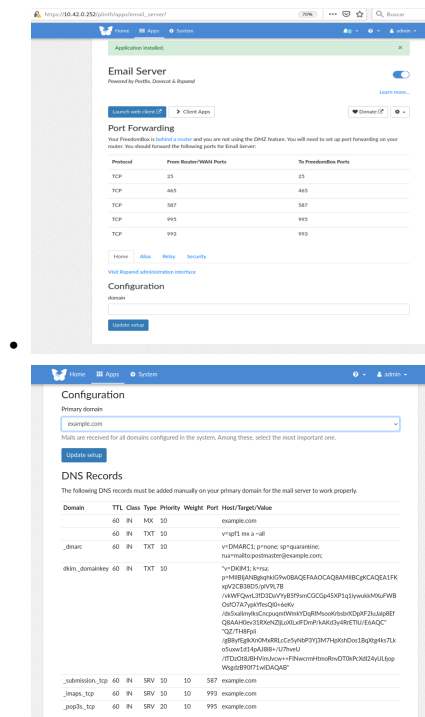 https://10.42.0.252/plinth/apps/email_server/ 70% Buscar
Home Apps System admin
Application installed. ×
Email Server
Powered by Postfix, Dovecot & Rspamd
Learn more...
Launch web client Client Apps Donate
Port Forwarding
Your FreedomBox is behind a router and you are not using the DMZ feature. You will need to set up port forwarding on your
router. You should forward the following ports for Email Server:
Protocol From Router/WAN Ports To FreedomBox Ports
TCP 25 25
TCP 465 465
TCP 587 587
TCP 995 995
TCP 993 993
Home Alias Relay Security
Visit Rspamd administration interface
Configuration
domain
Update setup
Home Apps System admin
Configuration
Primary domain
example.com
Mails are received for all domains configured in the system. Among these, select the most important one.
Update setup
DNS Records
The following DNS records must be added manually on your primary domain for the mail server to work properly.
Domain TTL Class Type Priority Weight Port Host/Target/Value
60 IN MX 10 example.com
60 IN TXT 10 v=spf1 mx a ~all
_dmarc 60 IN TXT 10 v=DMARC1; p=none; sp=quarantine;
rua=mailto:postmaster@example.com;
dkim._domainkey 60 IN TXT 10 "v=DKIM1; k=rsa;
_submission._tcp 60 IN SRV 10 10 587 example.com
_imaps._tcp 60 IN SRV 10 10 993 example.com
_pop3s._tcp 60 IN SRV 20 10 995 example.com